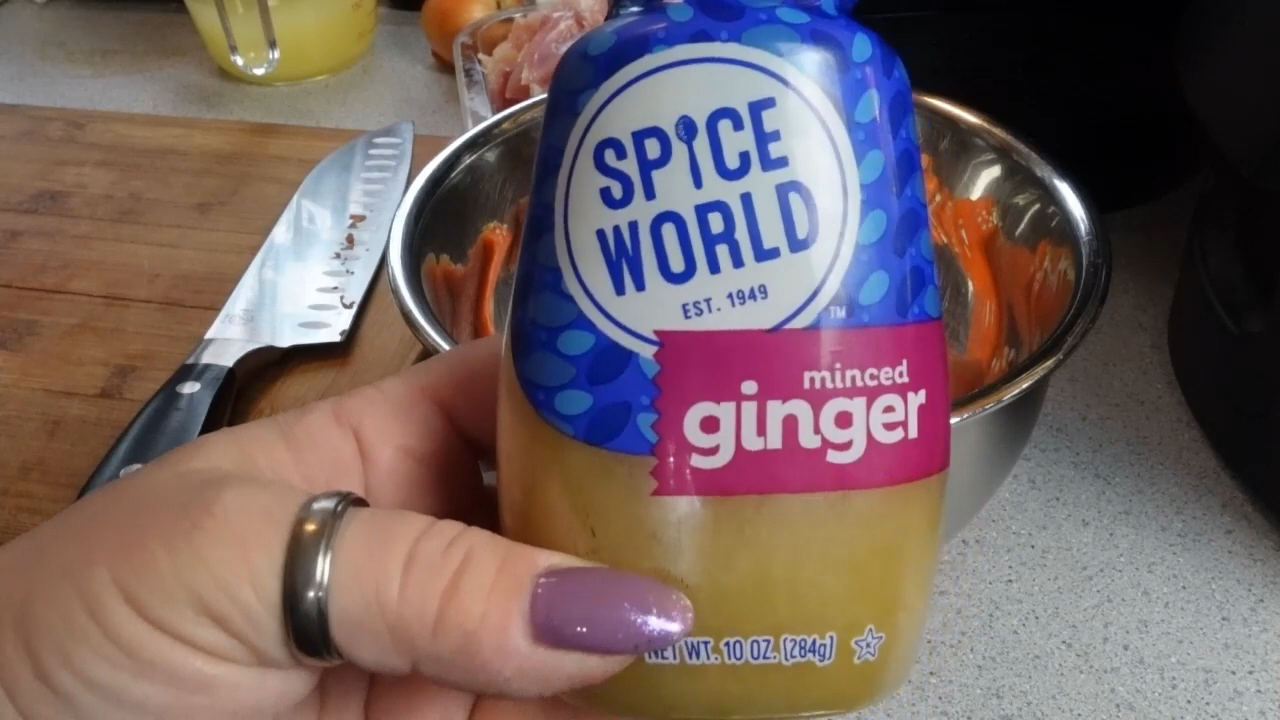 SPICE
WORLD
EST. 1949
TM
minced
ginger
NET WT. 10 OZ. (284g)
K